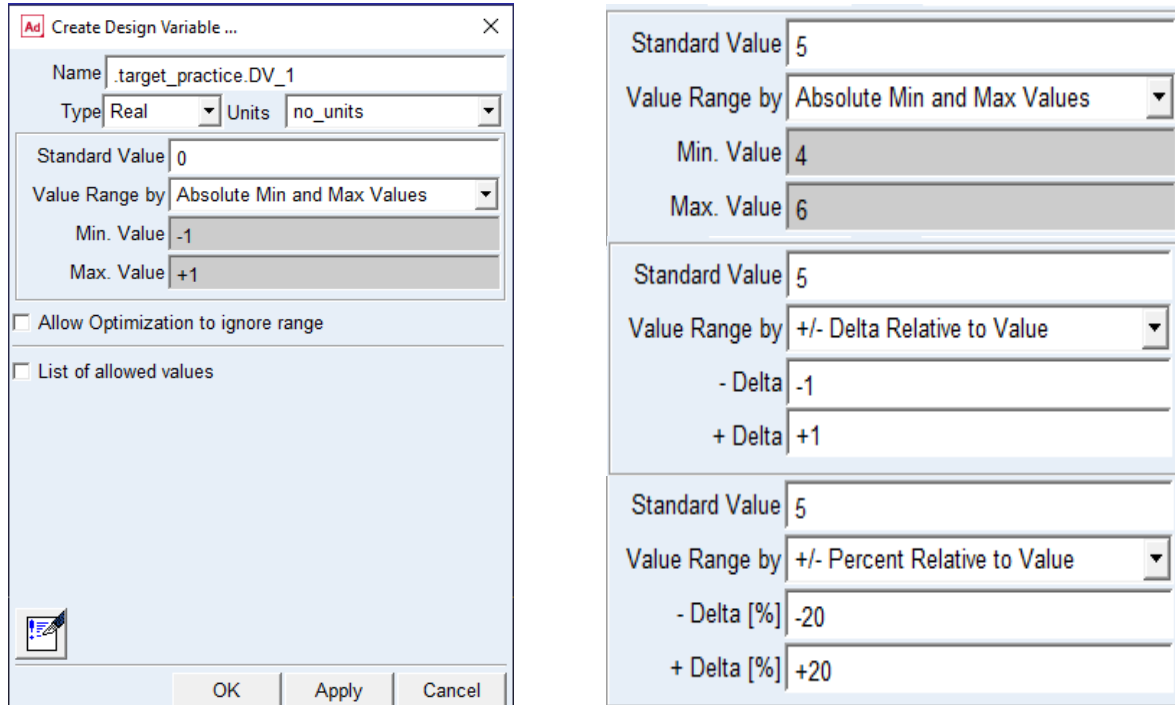 Ad Create Design Variable ... ×
Name .target_practice.DV_1
Type Real Units no_units
Standard Value 0
Value Range by Absolute Min and Max Values
Min. Value -1
Max. Value +1
Allow Optimization to ignore range
List of allowed values
OK Apply Cancel
Standard Value 5
Value Range by Absolute Min and Max Values
Min. Value 4
Max. Value 6
Standard Value 5
Value Range by +/- Delta Relative to Value
- Delta -1
+ Delta +1
Standard Value 5
Value Range by +/- Percent Relative to Value
- Delta [%] -20
+ Delta [%] +20